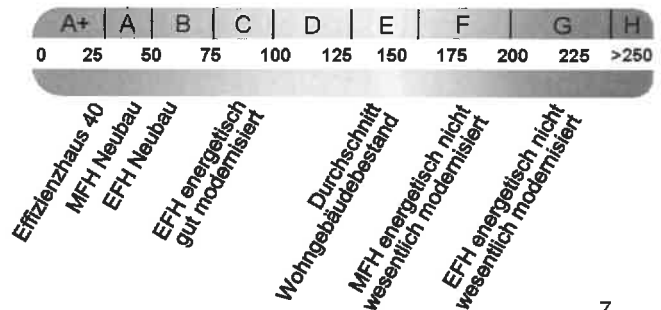 A+ A B C D E F G H
0 25 50 75 100 125 150 175 200 225 >250
Effizienzhaus 40
MFH Neubau
EFH Neubau
EFH energetisch
gut modernisiert
Durchschnitt
Wohngebäudebestand
MFH energetisch nicht
wesentlich modernisiert
EFH energetisch nicht
wesentlich modernisiert
7